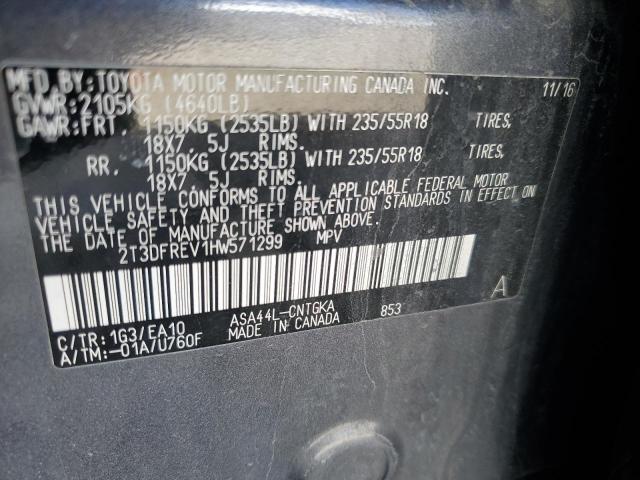 MFD.BY:TOYOTA MOTOR MANUFACTURING CANADA INC. 11/16
GVWR:2105KG (4640LB)
GAWR:FRT. 1150KG (2535LB) WITH 235/55R18 TIRES,
18X7. 5J RIMS.
RR. 1150KG (2535LB) WITH 235/55R18 TIRES,
18X7. 5J RIMS.
THIS VEHICLE CONFORMS TO ALL APPLICABLE FEDERAL MOTOR
VEHICLE SAFETY AND THEFT PREVENTION STANDARDS IN EFFECT ON
THE DATE OF MANUFACTURE SHOWN ABOVE.
2T3DFREV1HW571299 MPV
A
C/TR:1G3/EA10 ASA44L-CNTGKA 853
A/TM:-01A/U760F MADE IN CANADA